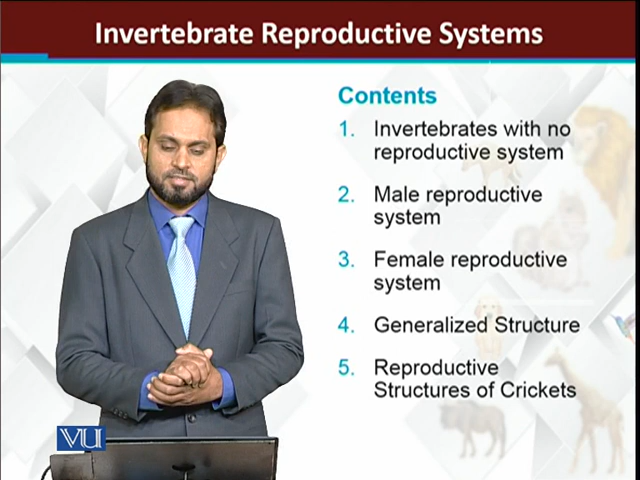 Invertebrate Reproductive Systems
Contents
1. Invertebrates with no
reproductive system
2. Male reproductive
system
3. Female reproductive
system
4. Generalized Structure
5. Reproductive
Structures of Crickets
VU